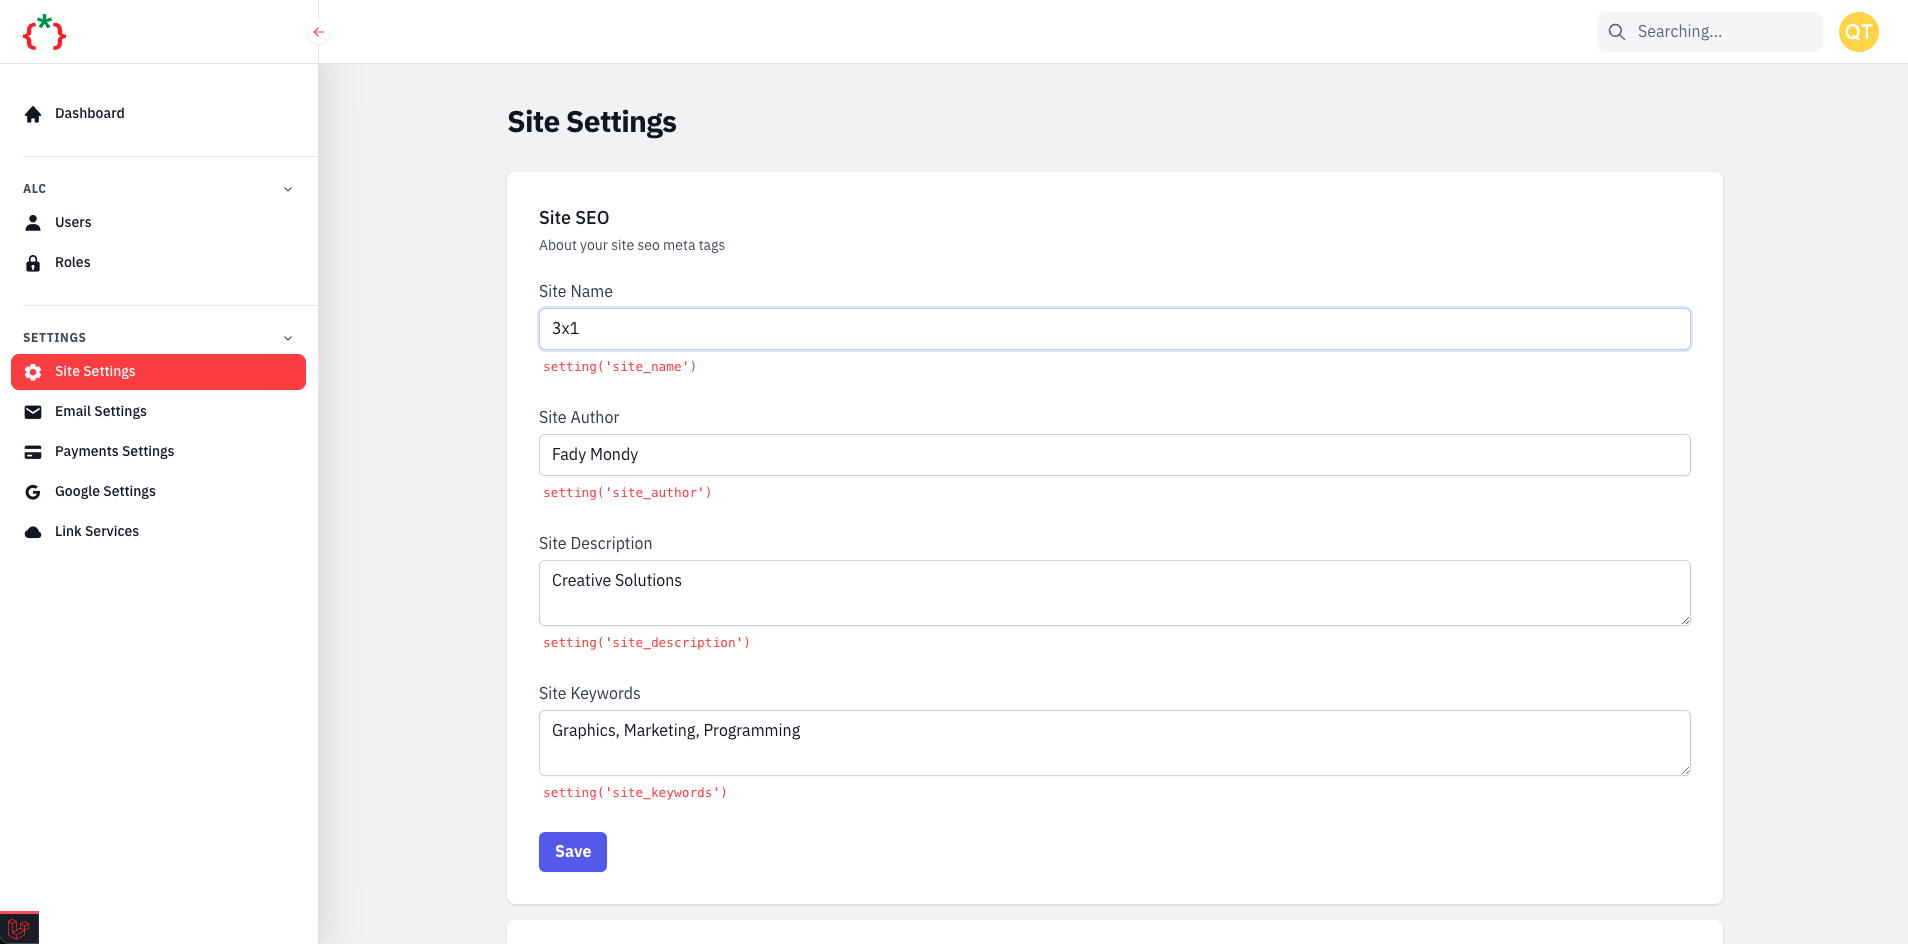 Searching...
QT
Dashboard
ALC
Users
Roles
SETTINGS
Site Settings
Email Settings
Payments Settings
Google Settings
Link Services
Site Settings
Site SEO
About your site seo meta tags
Site Name
3x1
setting('site_name')
Site Author
Fady Mondy
setting('site_author')
Site Description
Creative Solutions
setting('site_description')
Site Keywords
Graphics, Marketing, Programming
setting('site_keywords')
Save